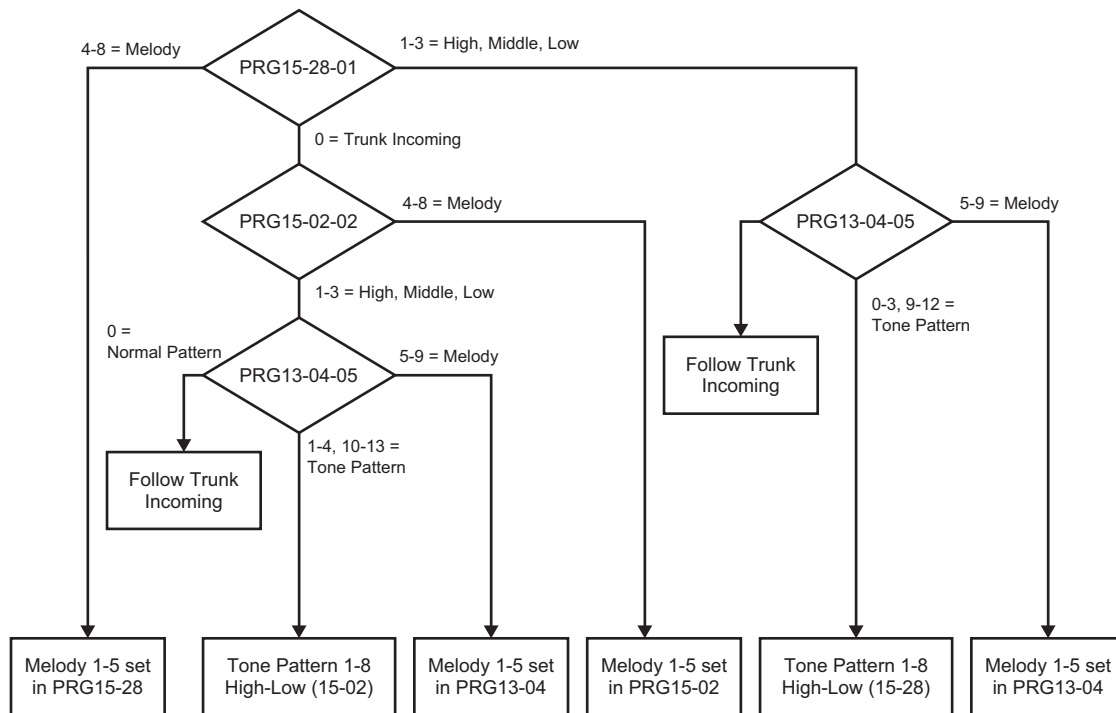 4-8 = Melody
1-3 = High, Middle, Low
PRG15-28-01
0 = Trunk Incoming
PRG15-02-02
4-8 = Melody
PRG13-04-05
5-9 = Melody
1-3 = High, Middle, Low
0-3, 9-12 =
Tone Pattern
0 =
Normal Pattern
PRG13-04-05
5-9 = Melody
Follow Trunk
Incoming
1-4, 10-13 =
Tone Pattern
Follow Trunk
Incoming
Melody 1-5 set
in PRG15-28
Tone Pattern 1-8
High-Low (15-02)
Melody 1-5 set
in PRG13-04
Melody 1-5 set
in PRG15-02
Tone Pattern 1-8
High-Low (15-28)
Melody 1-5 set
in PRG13-04